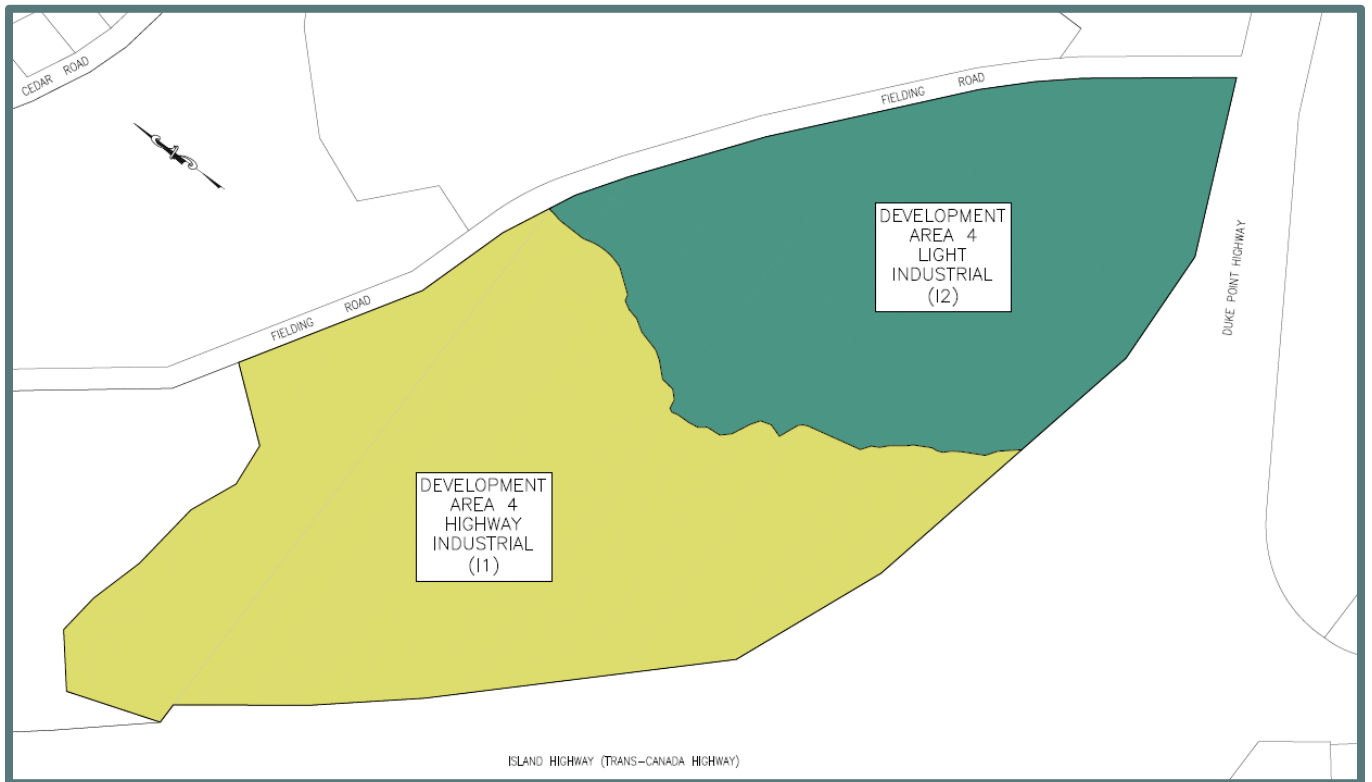 CEDAR ROAD
FIELDING ROAD
DEVELOPMENT
AREA 4
LIGHT
INDUSTRIAL
(I2)
DUKE POINT HIGHWAY
FIELDING ROAD
DEVELOPMENT
AREA 4
HIGHWAY
INDUSTRIAL
(I1)
ISLAND HIGHWAY (TRANS-CANADA HIGHWAY)